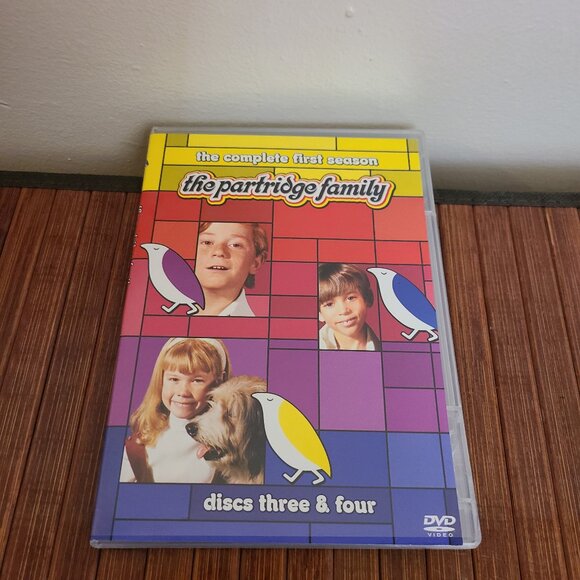 the complete first season
the partridge family
discs three & four
DVD
VIDEO